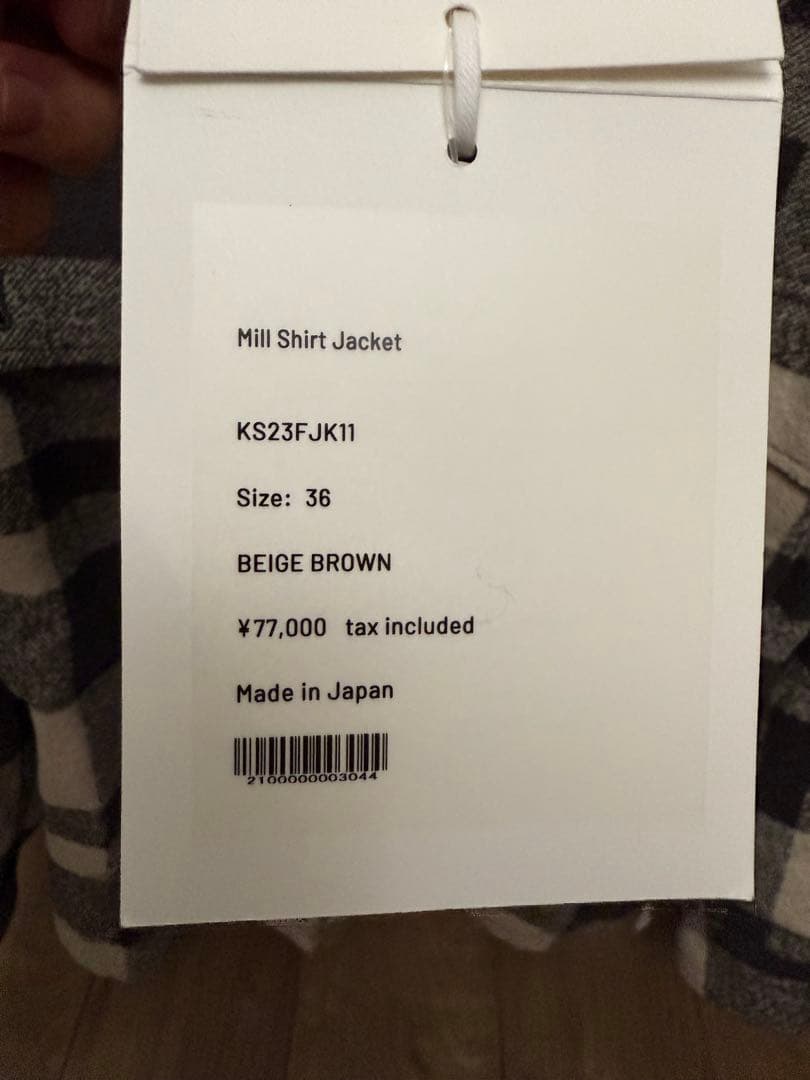 Mill Shirt Jacket
KS23FJK11
Size: 36
BEIGE BROWN
¥77,000 tax included
Made in Japan
2100000003044